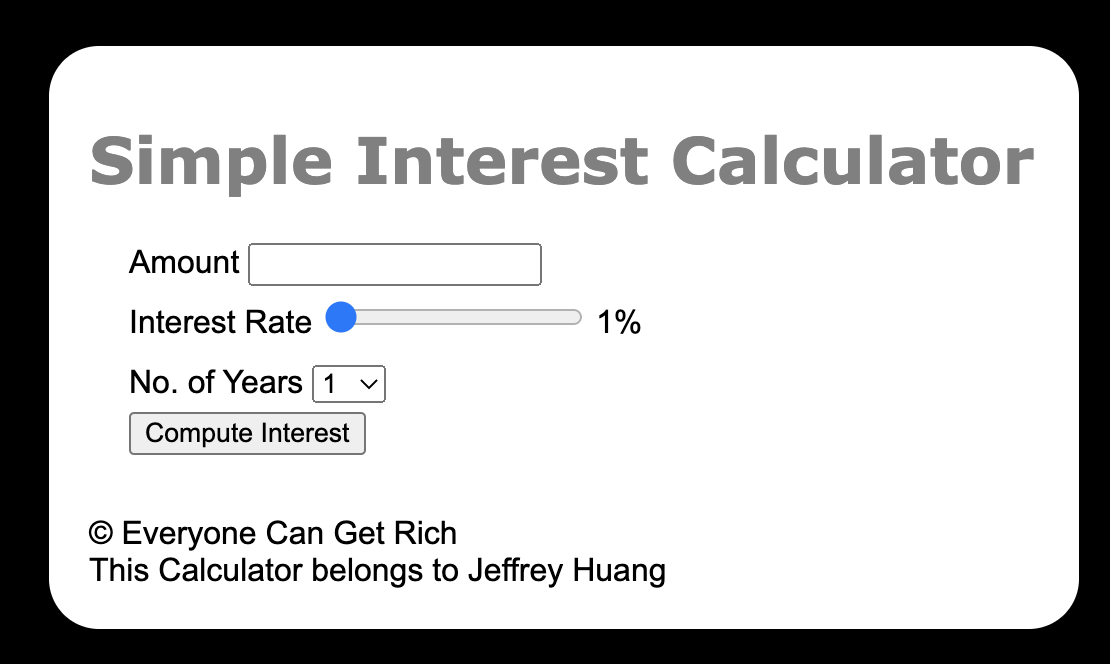 Simple Interest Calculator
Amount
Interest Rate 1%
No. of Years 1
Compute Interest
© Everyone Can Get Rich
This Calculator belongs to Jeffrey Huang